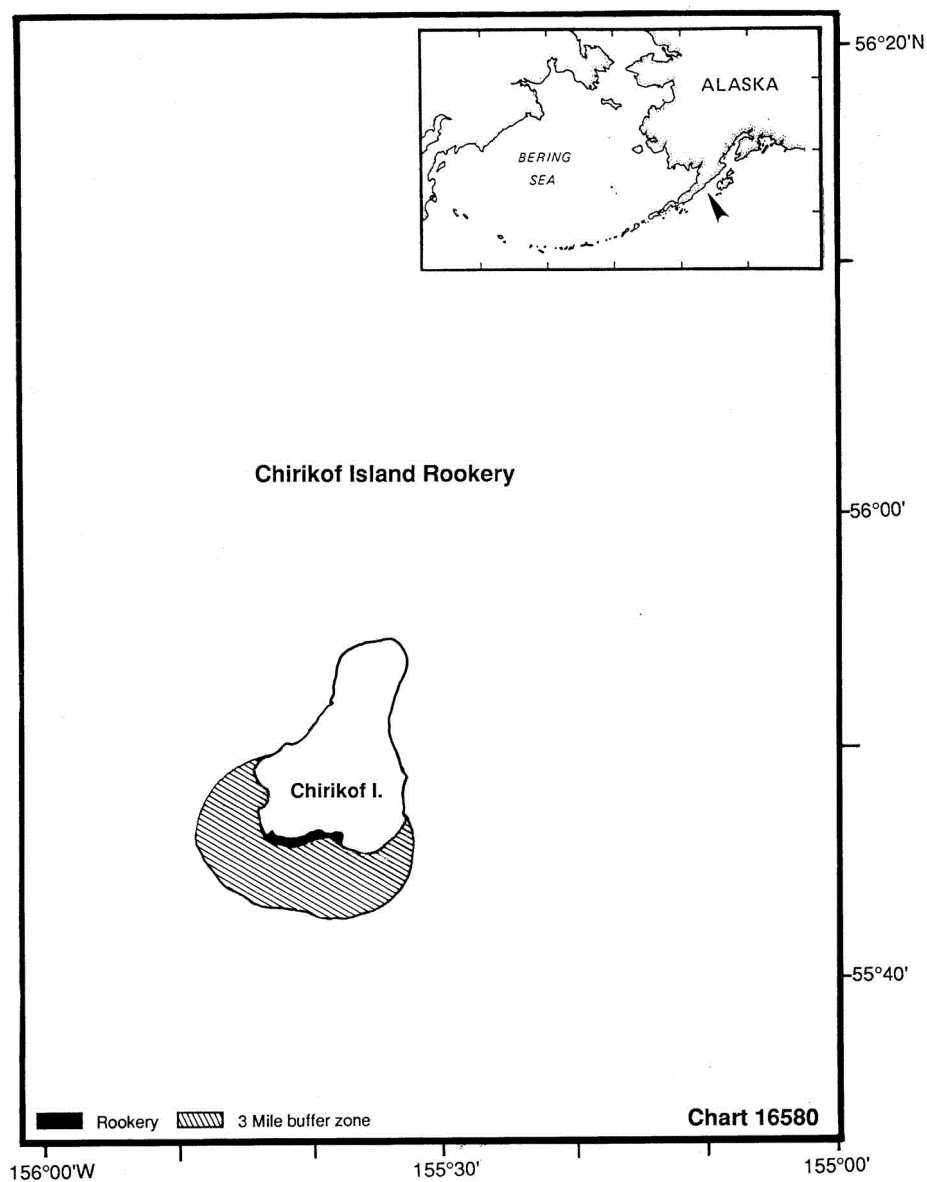 56°20'N
ALASKA
BERING
SEA
Chirikof Island Rookery
56°00'
Chirikof I.
55°40'
Rookery
3 Mile buffer zone
Chart 16580
156°00'W
155°30'
155°00'